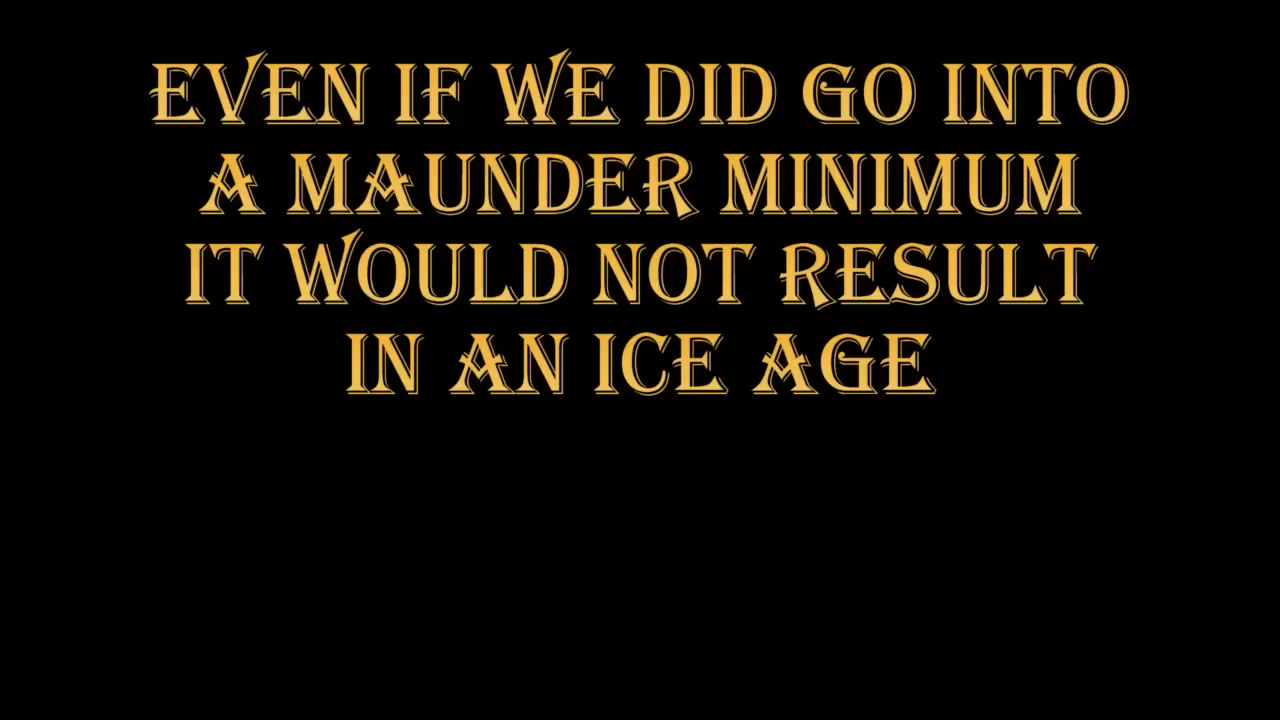 EVEN IF WE DID GO INTO
A MAUNDER MINIMUM
IT WOULD NOT RESULT
IN AN ICE AGE